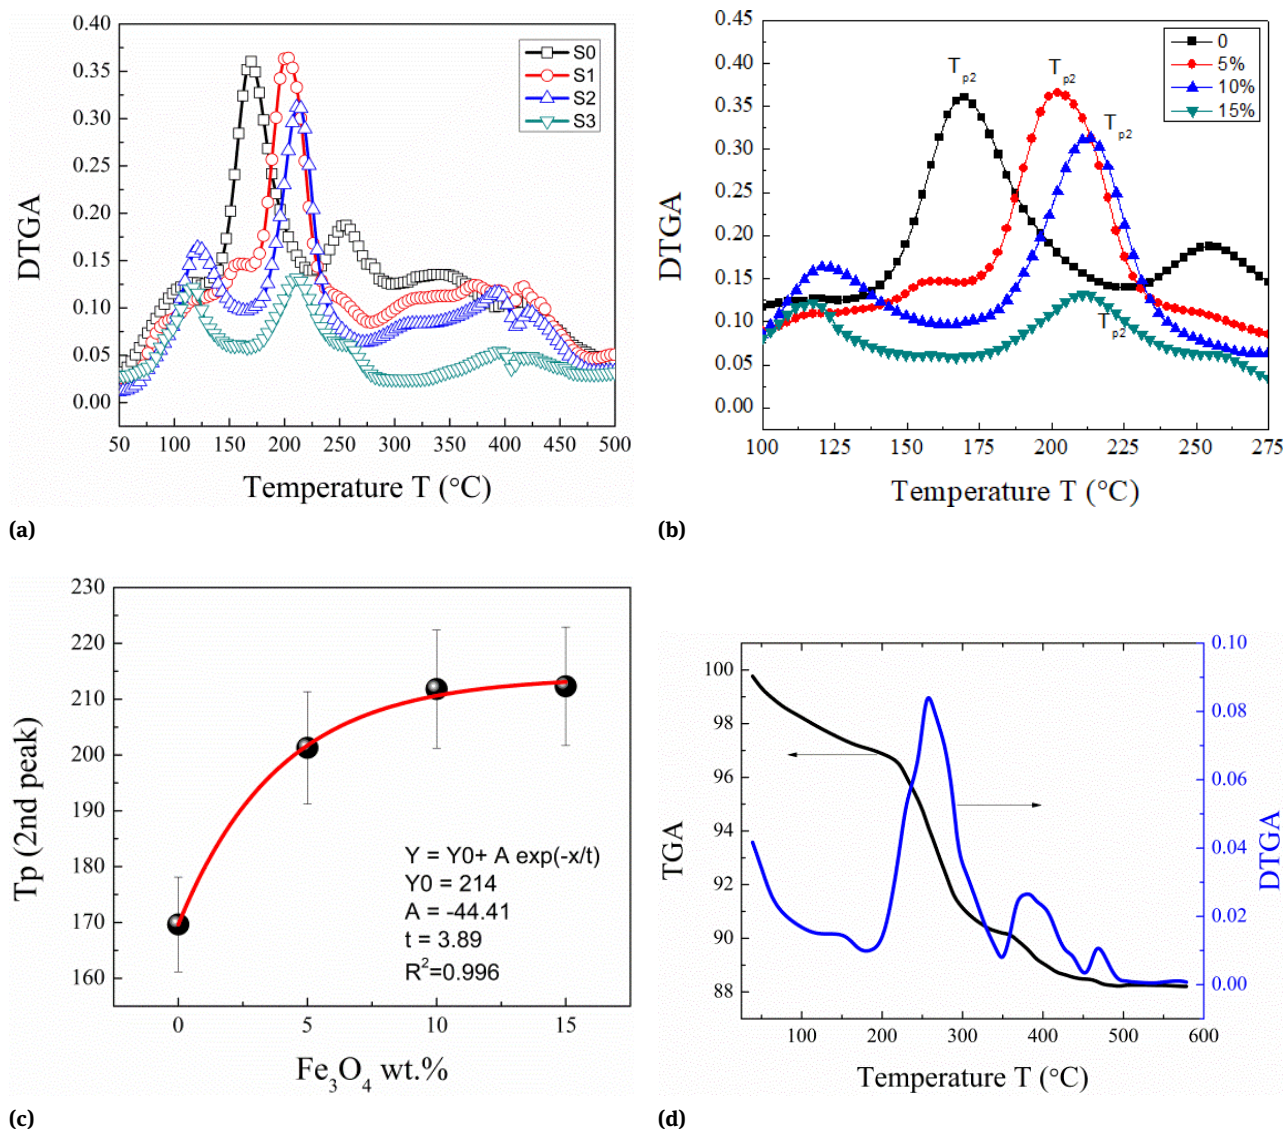 0.40
0.35
0.30
0.25
0.20
0.15
0.10
0.05
0.00
DTGA
S0
S1
S2
S3
50 100 150 200 250 300 350 400 450 500
Temperature T (°C)
(a)
0.45
0.40
0.35
0.30
0.25
0.20
0.15
0.10
0.05
0.00
DTGA
0
5%
10%
15%
Tp2
Tp2
Tp2
Tp2
100 125 150 175 200 225 250 275
Temperature T (°C)
(b)
230
220
210
200
190
180
170
160
Tp (2nd peak)
Y = Y0+ A exp(-x/t)
Y0 = 214
A = -44.41
t = 3.89
R²=0.996
0 5 10 15
Fe₃O₄ wt.%
(c)
100
98
96
94
92
90
88
TGA
0.10
0.08
0.06
0.04
0.02
0.00
DTGA
100 200 300 400 500 600
Temperature T (°C)
(d)